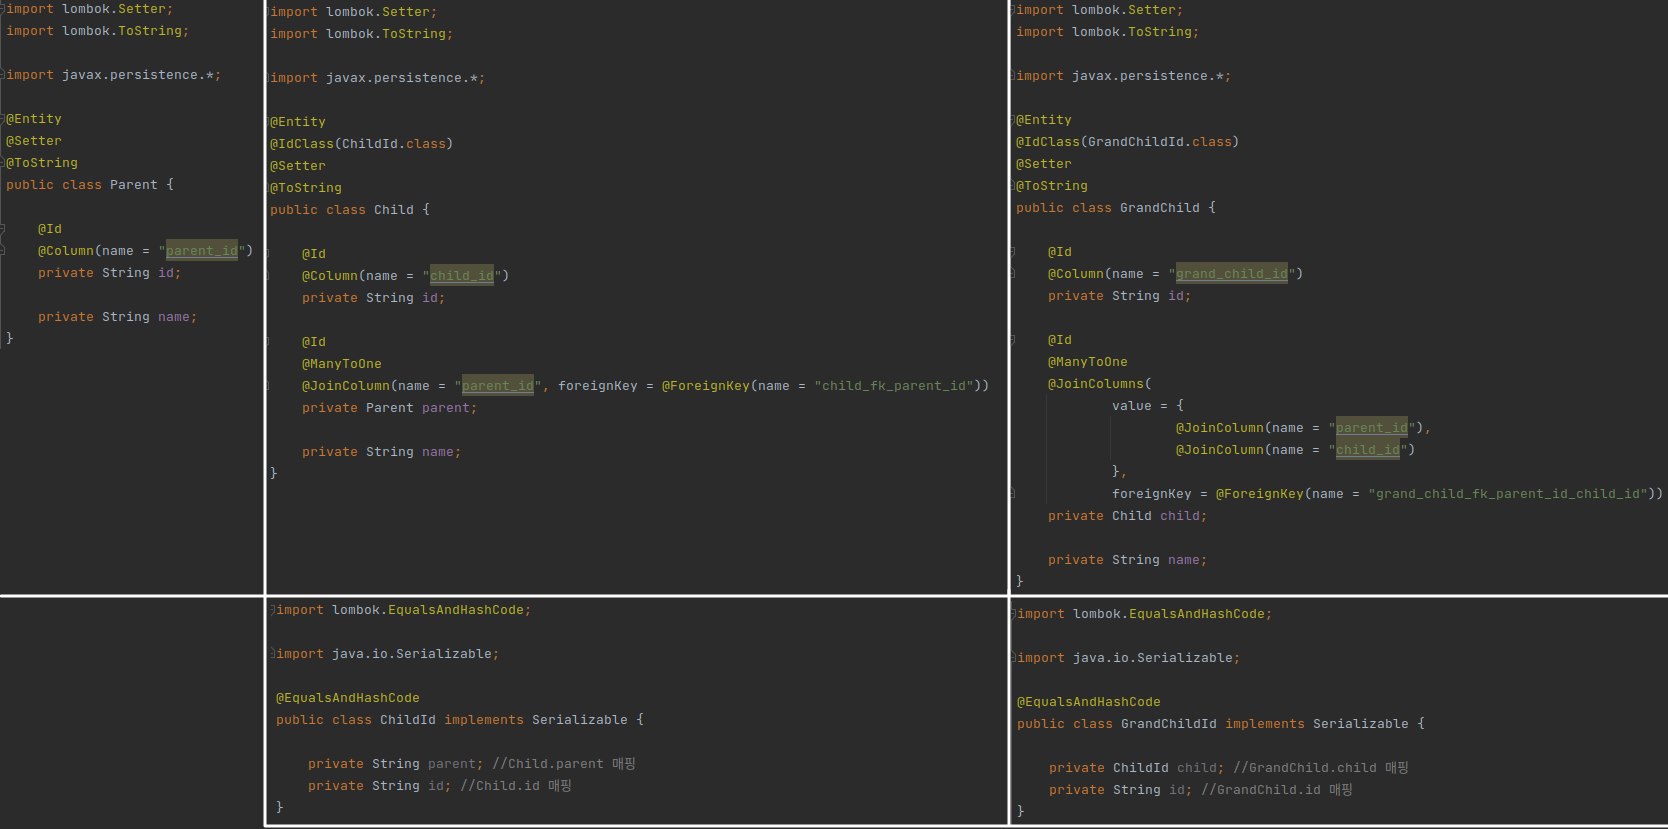 import lombok.Setter;
import lombok.ToString;
import javax.persistence.*;
@Entity
@Setter
@ToString
public class Parent {
@Id
@Column(name = "parent_id")
private String id;
private String name;
}
import lombok.Setter;
import lombok.ToString;
import javax.persistence.*;
@Entity
@IdClass(ChildId.class)
@Setter
@ToString
public class Child {
@Id
@Column(name = "child_id")
private String id;
@Id
@ManyToOne
@JoinColumn(name = "parent_id", foreignKey = @ForeignKey(name = "child_fk_parent_id"))
private Parent parent;
private String name;
}
import lombok.Setter;
import lombok.ToString;
import javax.persistence.*;
@Entity
@IdClass(GrandChildId.class)
@Setter
@ToString
public class GrandChild {
@Id
@Column(name = "grand_child_id")
private String id;
@Id
@ManyToOne
@JoinColumns(
value = {
@JoinColumn(name = "parent_id"),
@JoinColumn(name = "child_id")
},
foreignKey = @ForeignKey(name = "grand_child_fk_parent_id_child_id"))
private Child child;
private String name;
}
import lombok.EqualsAndHashCode;
import java.io.Serializable;
@EqualsAndHashCode
public class ChildId implements Serializable {
private String parent; //Child.parent 매핑
private String id; //Child.id 매핑
}
import lombok.EqualsAndHashCode;
import java.io.Serializable;
@EqualsAndHashCode
public class GrandChildId implements Serializable {
private ChildId child; //GrandChild.child 매핑
private String id; //GrandChild.id 매핑
}